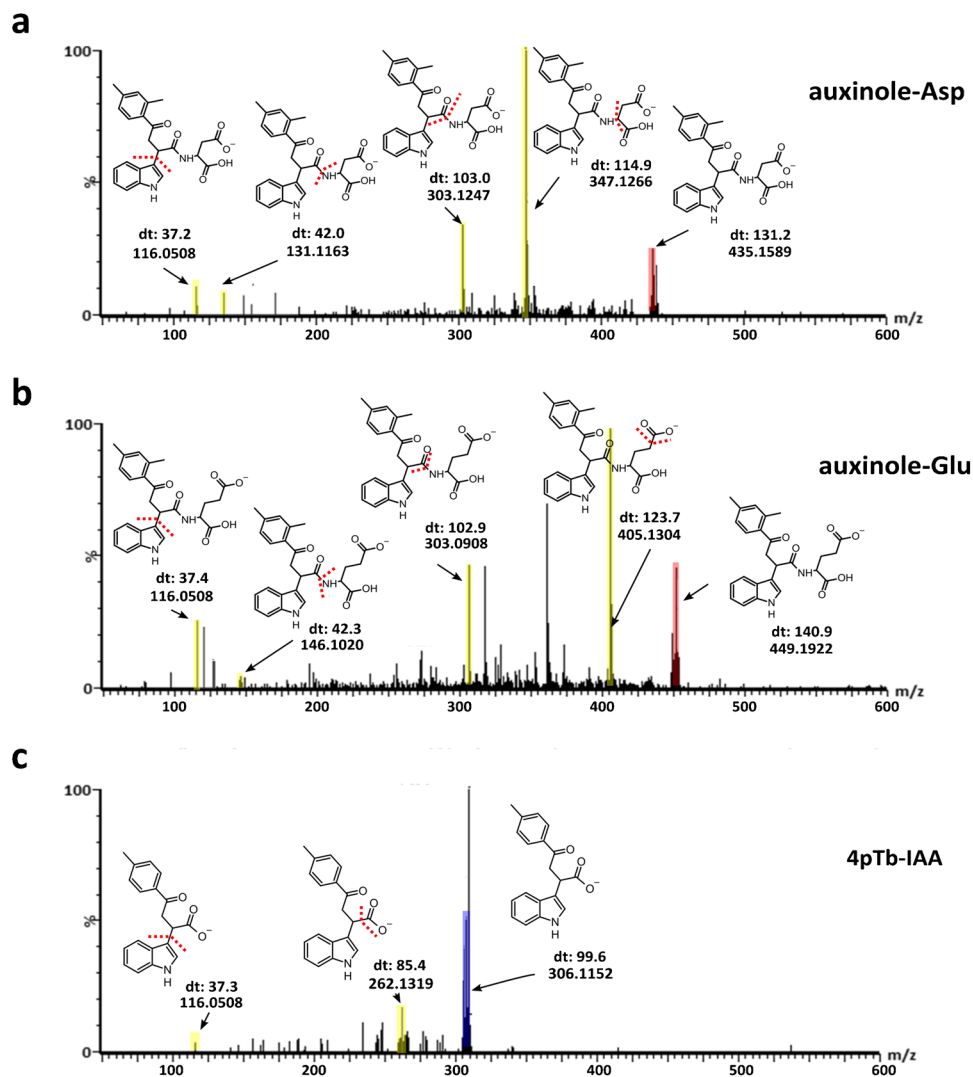 a
auxinole-Asp
100
%
0
dt: 37.2
116.0508
dt: 42.0
131.1163
dt: 103.0
303.1247
dt: 114.9
347.1266
dt: 131.2
435.1589
100
200
300
400
500
m/z
600
b
auxinole-Glu
100
%
0
dt: 37.4
116.0508
dt: 42.3
146.1020
dt: 102.9
303.0908
dt: 123.7
405.1304
dt: 140.9
449.1922
100
200
300
400
500
m/z
600
c
4pTb-IAA
100
%
0
dt: 37.3
116.0508
dt: 85.4
262.1319
dt: 99.6
306.1152
100
200
300
400
500
m/z
600